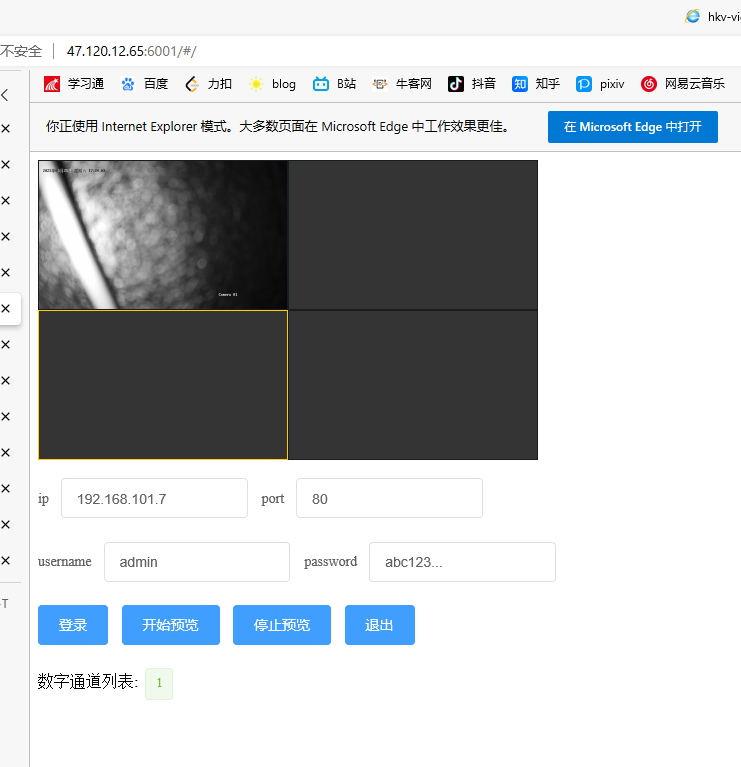 hkv-vi
不安全 47.120.12.65:6001/#/
学习通 百度 力扣 blog B站 牛客网 抖音 知乎 pixiv 网易云音乐
你正使用 Internet Explorer 模式。大多数页面在 Microsoft Edge 中工作效果更佳。 在 Microsoft Edge 中打开
Camera 01
ip 192.168.101.7 port 80
username admin password abc123...
-T
登录 开始预览 停止预览 退出
数字通道列表: 1